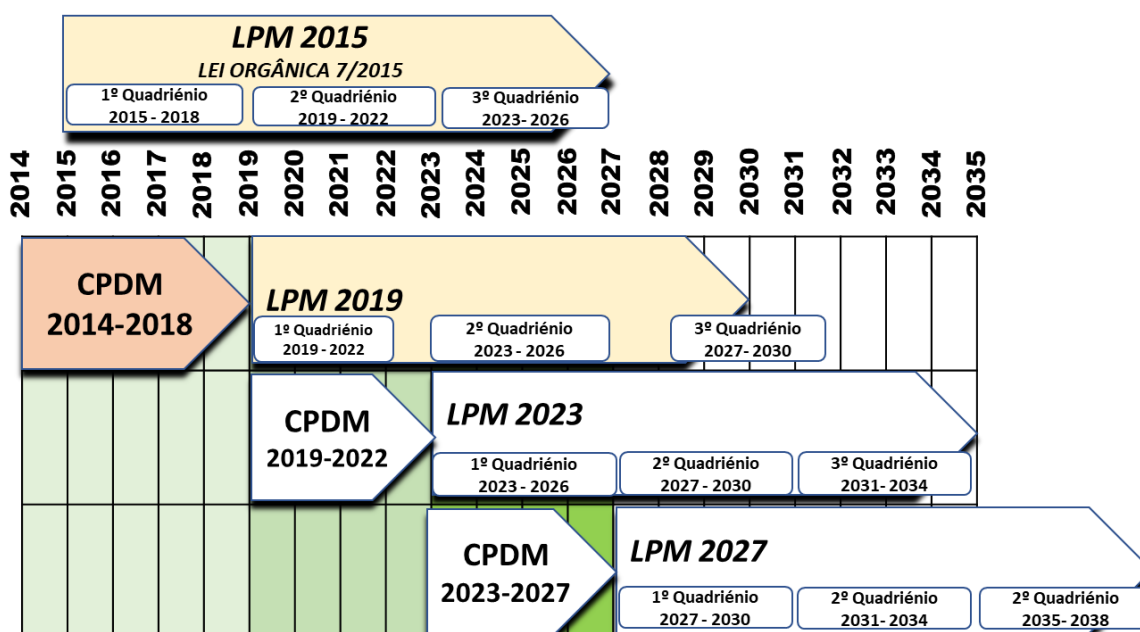 LPM 2015
LEI ORGÂNICA 7/2015
1º Quadriénio
2015 - 2018
2º Quadriénio
2019 - 2022
3º Quadriénio
2023- 2026
2014
2015
2016
2017
2018
2019
2020
2021
2022
2023
2024
2025
2026
2027
2028
2029
2030
2031
2032
2033
2034
2035
CPDM
2014-2018
LPM 2019
1º Quadriénio
2019 - 2022
2º Quadriénio
2023 - 2026
3º Quadriénio
2027- 2030
CPDM
2019-2022
LPM 2023
1º Quadriénio
2023 - 2026
2º Quadriénio
2027 - 2030
3º Quadriénio
2031- 2034
CPDM
2023-2027
LPM 2027
1º Quadriénio
2027 - 2030
2º Quadriénio
2031- 2034
2º Quadriénio
2035- 2038